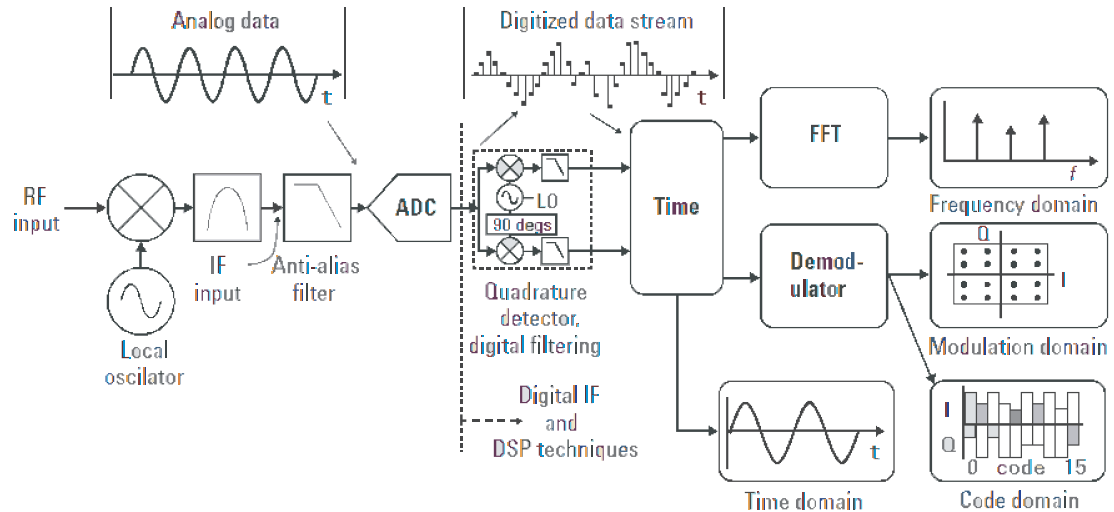 Analog data
t
Digitized data stream
t
RF
input
IF
input
Anti-alias
filter
Local
oscilator
ADC
LO
90 degs
Quadrature
detector,
digital filtering
Digital IF
and
DSP techniques
Time
FFT
f
Frequency domain
Demod-
ulator
Q
I
Modulation domain
t
Time domain
I
Q
0 code 15
Code domain